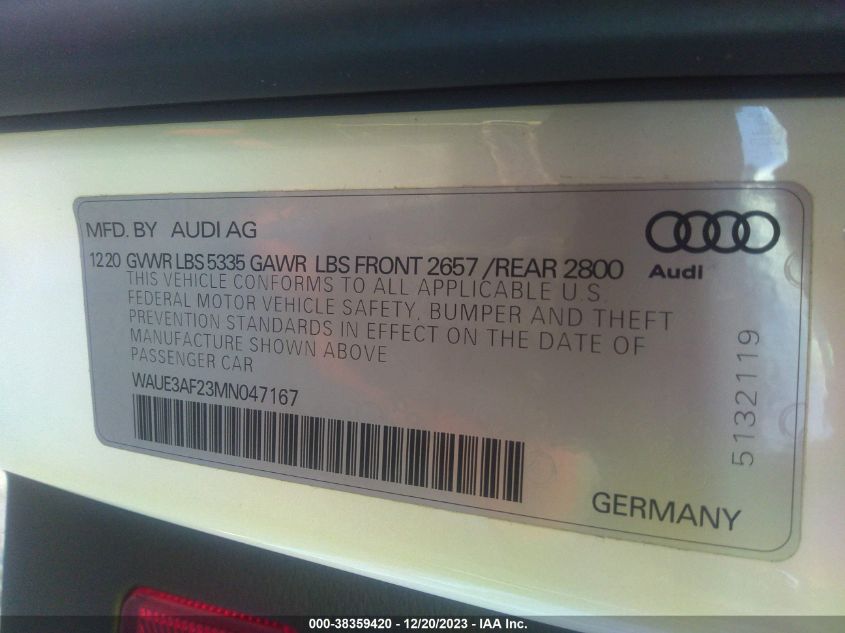 MFD. BY AUDI AG
12 20 GVWR LBS 5335 GAWR LBS FRONT 2657 /REAR 2800
THIS VEHICLE CONFORMS TO ALL APPLICABLE U.S.
FEDERAL MOTOR VEHICLE SAFETY, BUMPER AND THEFT
PREVENTION STANDARDS IN EFFECT ON THE DATE OF
MANUFACTURE SHOWN ABOVE
PASSENGER CAR
WAUE3AF23MN047167
Audi
5132119
GERMANY
000-38359420 - 12/20/2023 - IAA Inc.